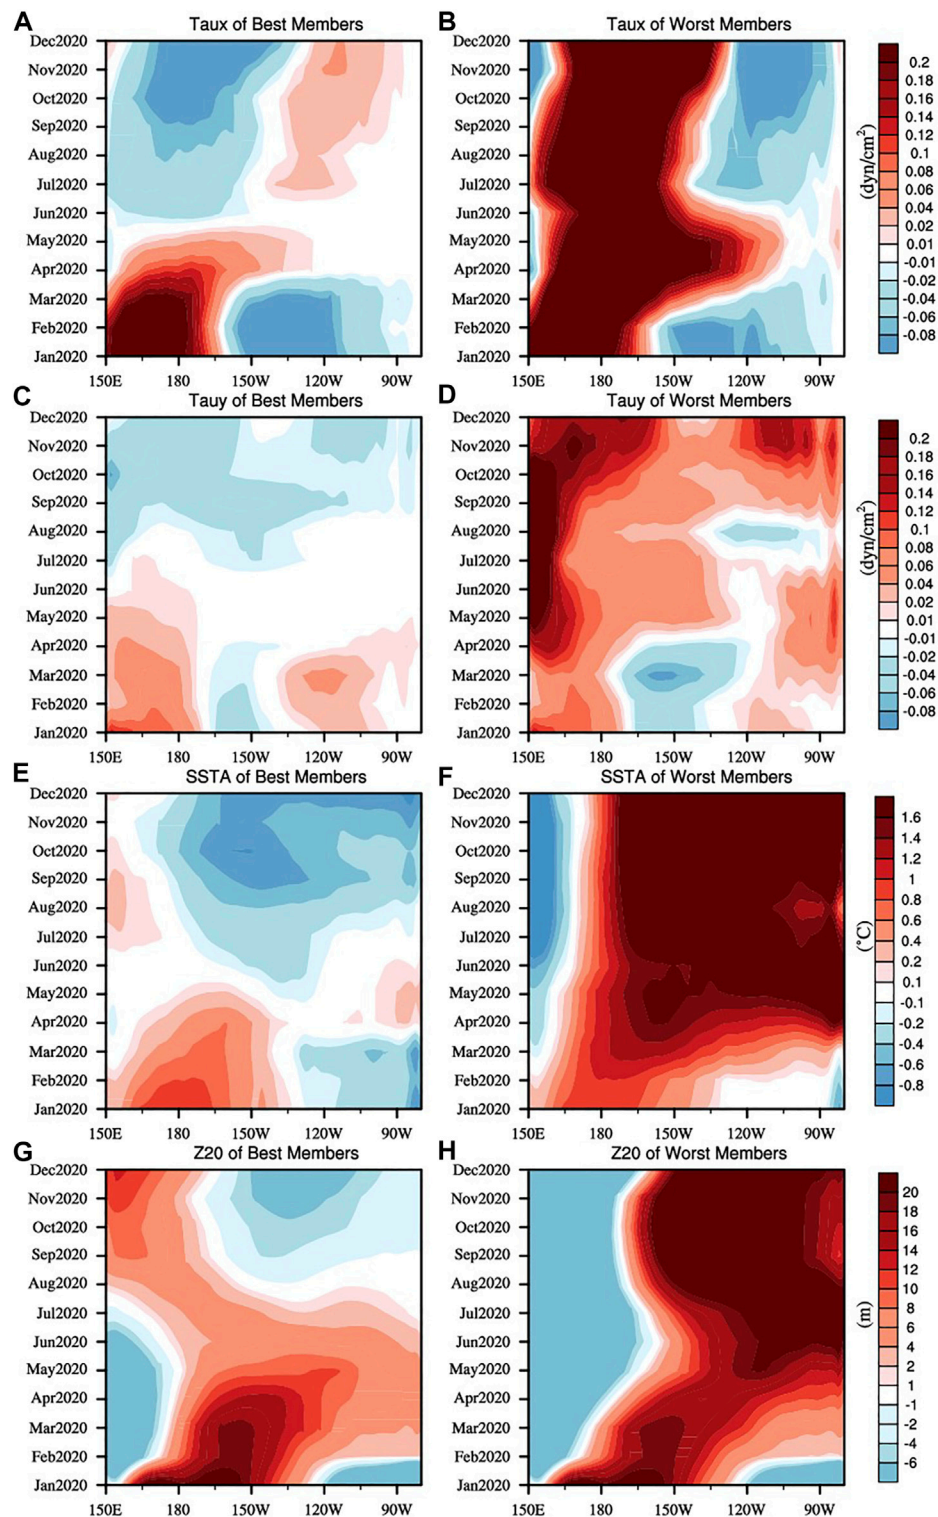 A
Taux of Best Members
Dec2020
Nov2020
Oct2020
Sep2020
Aug2020
Jul2020
Jun2020
May2020
Apr2020
Mar2020
Feb2020
Jan2020
150E 180 150W 120W 90W
B
Taux of Worst Members
Dec2020
Nov2020
Oct2020
Sep2020
Aug2020
Jul2020
Jun2020
May2020
Apr2020
Mar2020
Feb2020
Jan2020
150E 180 150W 120W 90W
(dyn/cm²)
0.2
0.18
0.16
0.14
0.12
0.1
0.08
0.06
0.04
0.02
0.01
-0.01
-0.02
-0.04
-0.06
-0.08
C
Tauy of Best Members
Dec2020
Nov2020
Oct2020
Sep2020
Aug2020
Jul2020
Jun2020
May2020
Apr2020
Mar2020
Feb2020
Jan2020
150E 180 150W 120W 90W
D
Tauy of Worst Members
Dec2020
Nov2020
Oct2020
Sep2020
Aug2020
Jul2020
Jun2020
May2020
Apr2020
Mar2020
Feb2020
Jan2020
150E 180 150W 120W 90W
(dyn/cm²)
0.2
0.18
0.16
0.14
0.12
0.1
0.08
0.06
0.04
0.02
0.01
-0.01
-0.02
-0.04
-0.06
-0.08
E
SSTA of Best Members
Dec2020
Nov2020
Oct2020
Sep2020
Aug2020
Jul2020
Jun2020
May2020
Apr2020
Mar2020
Feb2020
Jan2020
150E 180 150W 120W 90W
F
SSTA of Worst Members
Dec2020
Nov2020
Oct2020
Sep2020
Aug2020
Jul2020
Jun2020
May2020
Apr2020
Mar2020
Feb2020
Jan2020
150E 180 150W 120W 90W
(°C)
1.6
1.4
1.2
1
0.8
0.6
0.4
0.2
0.1
-0.1
-0.2
-0.4
-0.6
-0.8
G
Z20 of Best Members
Dec2020
Nov2020
Oct2020
Sep2020
Aug2020
Jul2020
Jun2020
May2020
Apr2020
Mar2020
Feb2020
Jan2020
150E 180 150W 120W 90W
H
Z20 of Worst Members
Dec2020
Nov2020
Oct2020
Sep2020
Aug2020
Jul2020
Jun2020
May2020
Apr2020
Mar2020
Feb2020
Jan2020
150E 180 150W 120W 90W
(m)
20
18
16
14
12
10
8
6
4
2
1
-1
-2
-4
-6